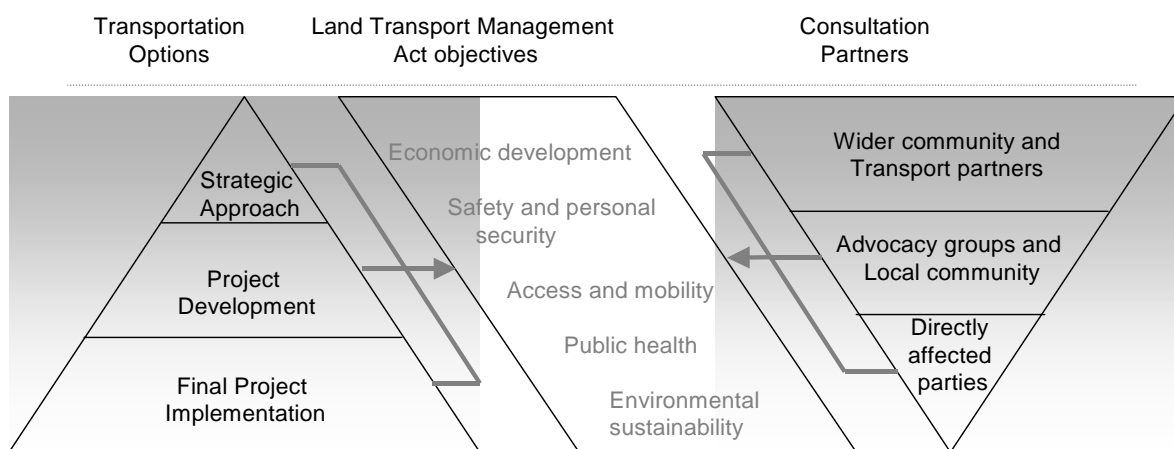 Transportation
Options
Land Transport Management
Act objectives
Consultation
Partners
Strategic
Approach
Project
Development
Final Project
Implementation
Economic development
Safety and personal
security
Access and mobility
Public health
Environmental
sustainability
Wider community and
Transport partners
Advocacy groups and
Local community
Directly
affected
parties